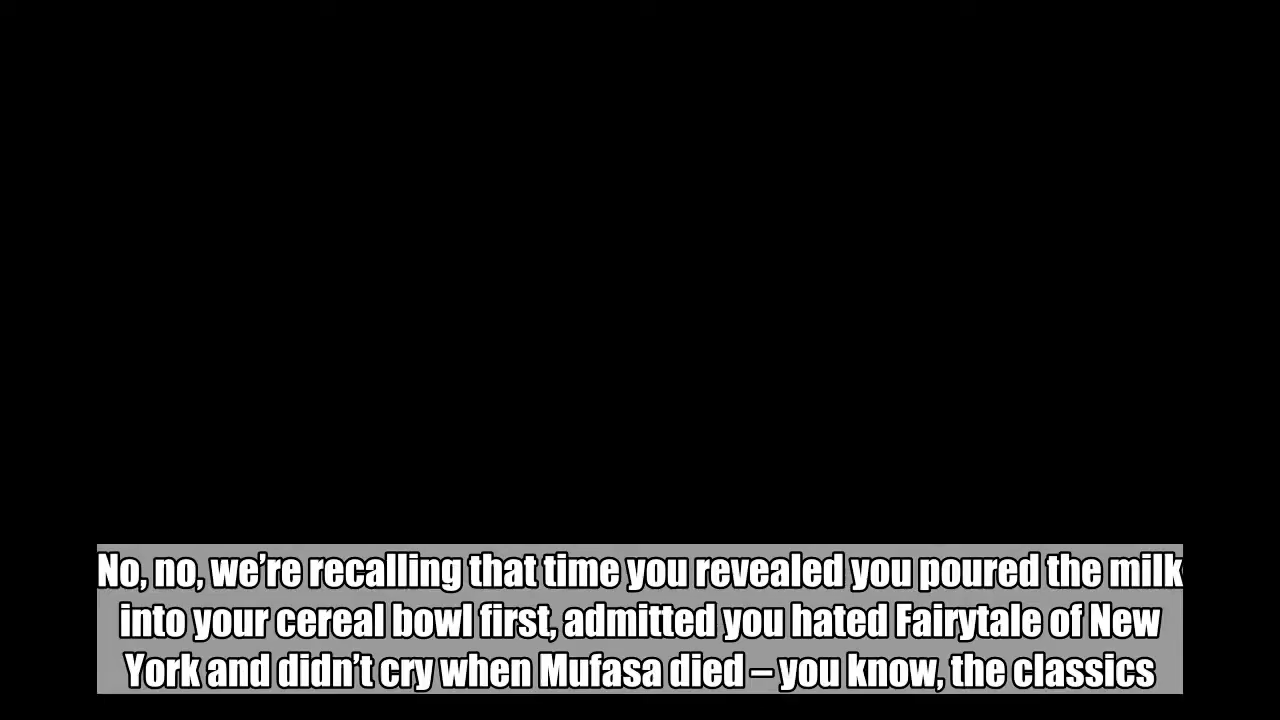 No, no, we’re recalling that time you revealed you poured the milk
into your cereal bowl first, admitted you hated Fairytale of New
York and didn’t cry when Mufasa died – you know, the classics